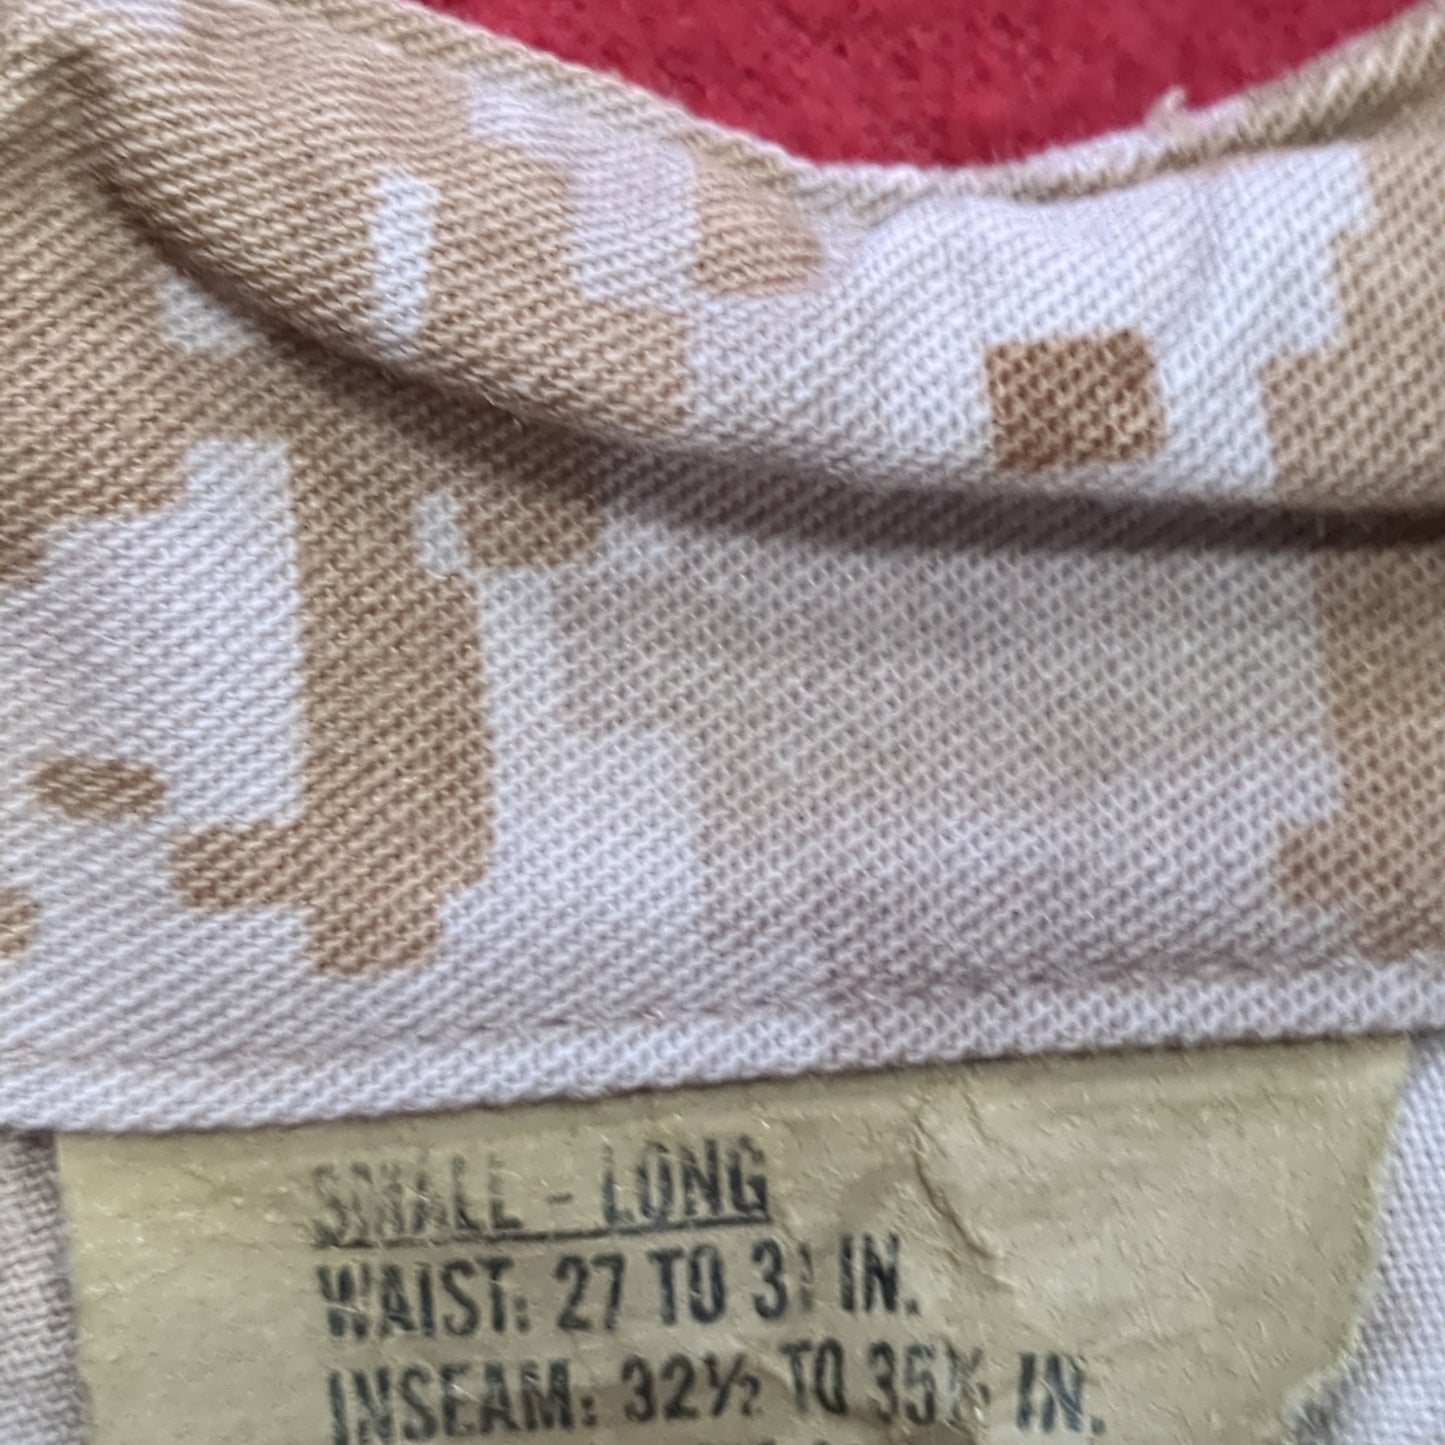 SMALL - LONG
WAIST: 27 TO 31 IN.
INSEAM: 32½ TO 35½ IN.